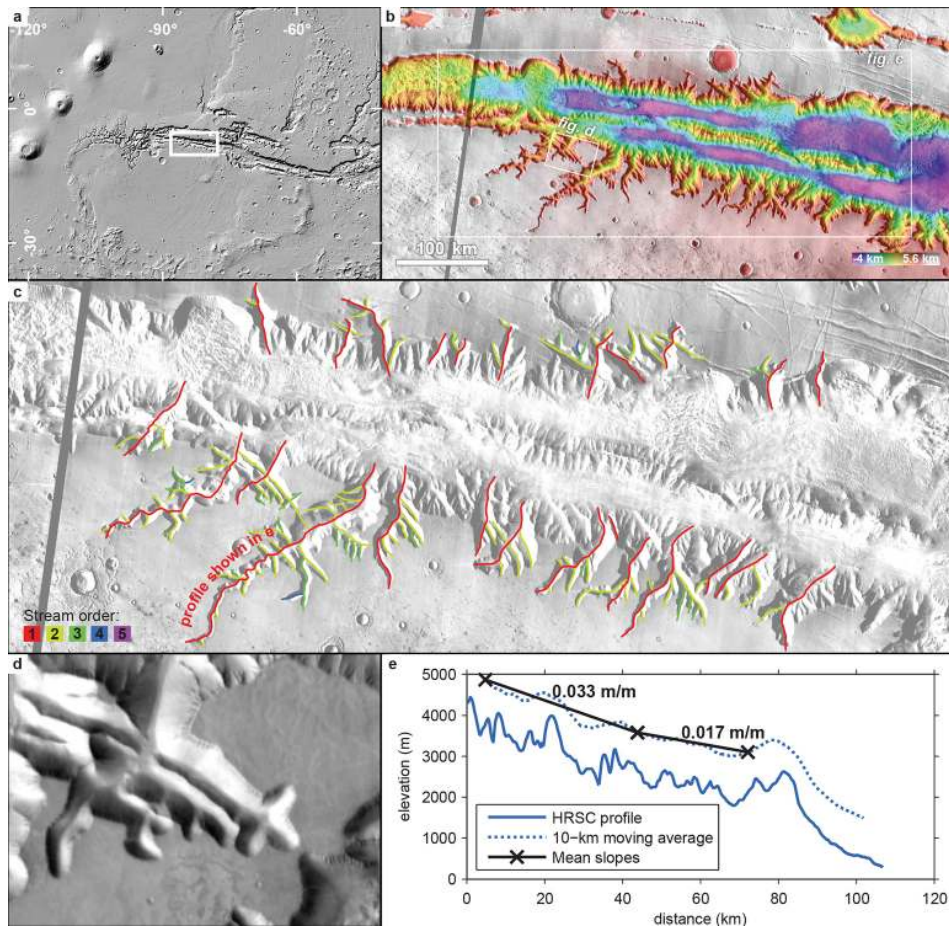 a
-120°
-90°
-60°
0°
-30°
b
fig. c
fig. d
100 km
-4 km
5.6 km
c
profile shown in e
Stream order:
1 2 3 4 5
d
e
5000
4000
3000
2000
1000
0
elevation (m)
0.033 m/m
0.017 m/m
HRSC profile
10-km moving average
Mean slopes
0 20 40 60 80 100 120
distance (km)